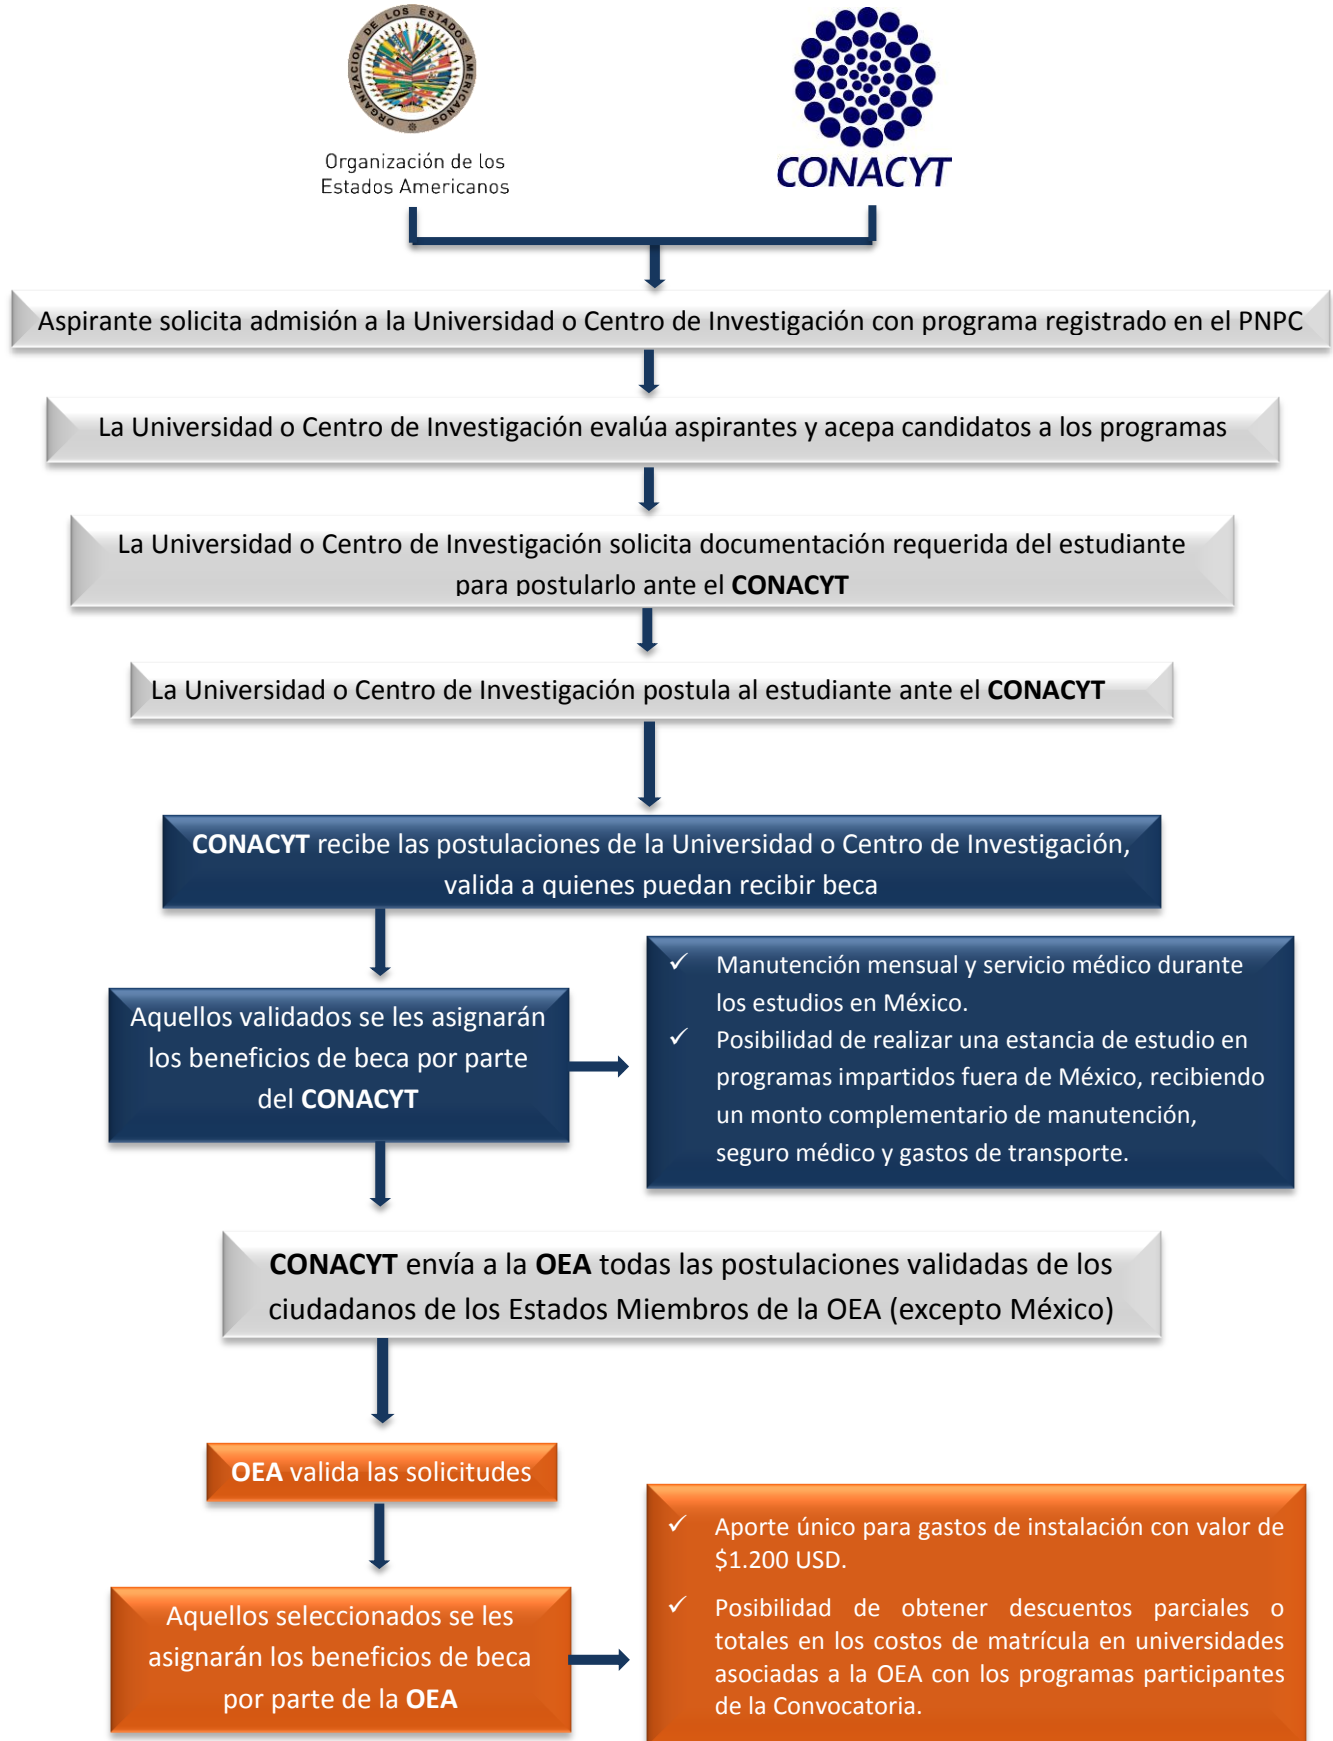 ORGANIZACION DE LOS ESTADOS AMERICANOS
Organización de los
Estados Americanos
CONACYT
Aspirante solicita admisión a la Universidad o Centro de Investigación con programa registrado en el PNPC
La Universidad o Centro de Investigación evalúa aspirantes y acepa candidatos a los programas
La Universidad o Centro de Investigación solicita documentación requerida del estudiante
para postularlo ante el CONACYT
La Universidad o Centro de Investigación postula al estudiante ante el CONACYT
CONACYT recibe las postulaciones de la Universidad o Centro de Investigación,
valida a quienes puedan recibir beca
Aquellos validados se les asignarán
los beneficios de beca por parte
del CONACYT
✓ Manutención mensual y servicio médico durante
los estudios en México.
✓ Posibilidad de realizar una estancia de estudio en
programas impartidos fuera de México, recibiendo
un monto complementario de manutención,
seguro médico y gastos de transporte.
CONACYT envía a la OEA todas las postulaciones validadas de los
ciudadanos de los Estados Miembros de la OEA (excepto México)
OEA valida las solicitudes
Aquellos seleccionados se les
asignarán los beneficios de beca
por parte de la OEA
✓ Aporte único para gastos de instalación con valor de
$1.200 USD.
✓ Posibilidad de obtener descuentos parciales o
totales en los costos de matrícula en universidades
asociadas a la OEA con los programas participantes
de la Convocatoria.